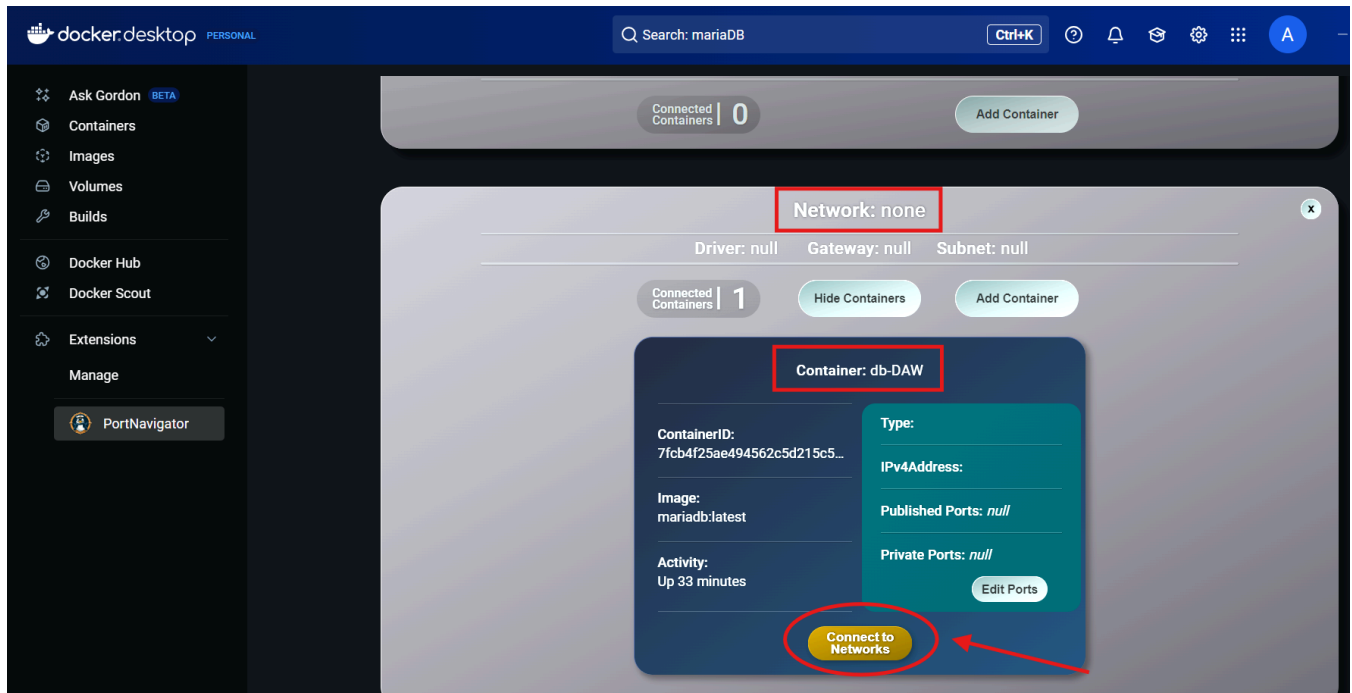 docker.desktop PERSONAL
Search: mariaDB
Ctrl+K
A
Ask Gordon BETA
Containers
Images
Volumes
Builds
Docker Hub
Docker Scout
Extensions
Manage
PortNavigator
Connected
Containers
0
Add Container
Network: none
x
Driver: null Gateway: null Subnet: null
Connected
Containers
1
Hide Containers
Add Container
Container: db-DAW
ContainerID:
7fcb4f25ae494562c5d215c5...
Image:
mariadb:latest
Activity:
Up 33 minutes
Type:
IPv4Address:
Published Ports: null
Private Ports: null
Edit Ports
Connect to
Networks